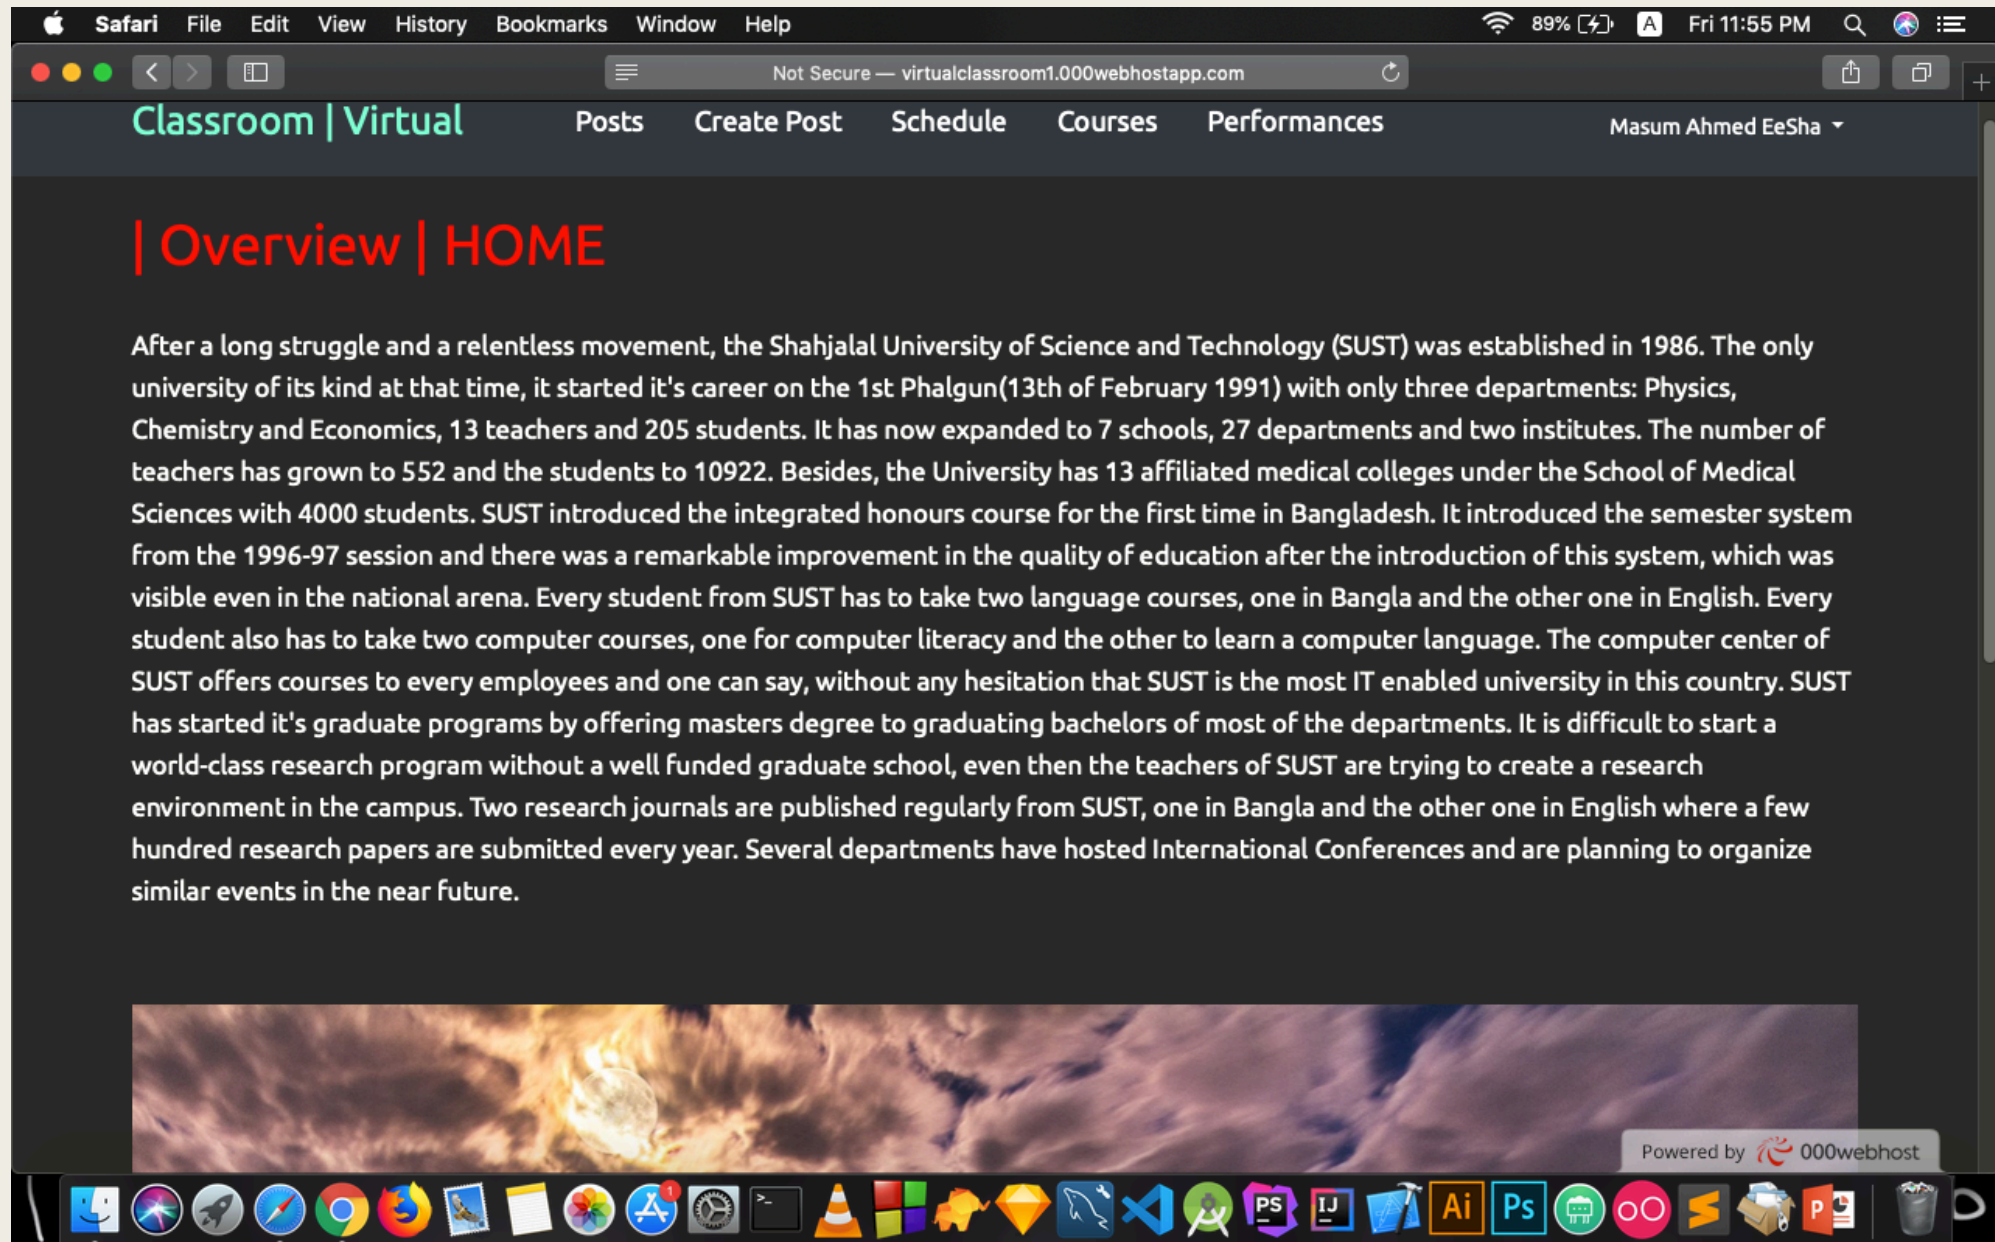 Safari File Edit View History Bookmarks Window Help 89% A Fri 11:55 PM
Not Secure — virtualclassroom1.000webhostapp.com
Classroom | Virtual Posts Create Post Schedule Courses Performances Masum Ahmed EeSha
| Overview | HOME
After a long struggle and a relentless movement, the Shahjalal University of Science and Technology (SUST) was established in 1986. The only
university of its kind at that time, it started it's career on the 1st Phalgun(13th of February 1991) with only three departments: Physics,
Chemistry and Economics, 13 teachers and 205 students. It has now expanded to 7 schools, 27 departments and two institutes. The number of
teachers has grown to 552 and the students to 10922. Besides, the University has 13 affiliated medical colleges under the School of Medical
Sciences with 4000 students. SUST introduced the integrated honours course for the first time in Bangladesh. It introduced the semester system
from the 1996-97 session and there was a remarkable improvement in the quality of education after the introduction of this system, which was
visible even in the national arena. Every student from SUST has to take two language courses, one in Bangla and the other one in English. Every
student also has to take two computer courses, one for computer literacy and the other to learn a computer language. The computer center of
SUST offers courses to every employees and one can say, without any hesitation that SUST is the most IT enabled university in this country. SUST
has started it's graduate programs by offering masters degree to graduating bachelors of most of the departments. It is difficult to start a
world-class research program without a well funded graduate school, even then the teachers of SUST are trying to create a research
environment in the campus. Two research journals are published regularly from SUST, one in Bangla and the other one in English where a few
hundred research papers are submitted every year. Several departments have hosted International Conferences and are planning to organize
similar events in the near future.
Powered by 000webhost
1 >_ PS IJ Ai Ps P